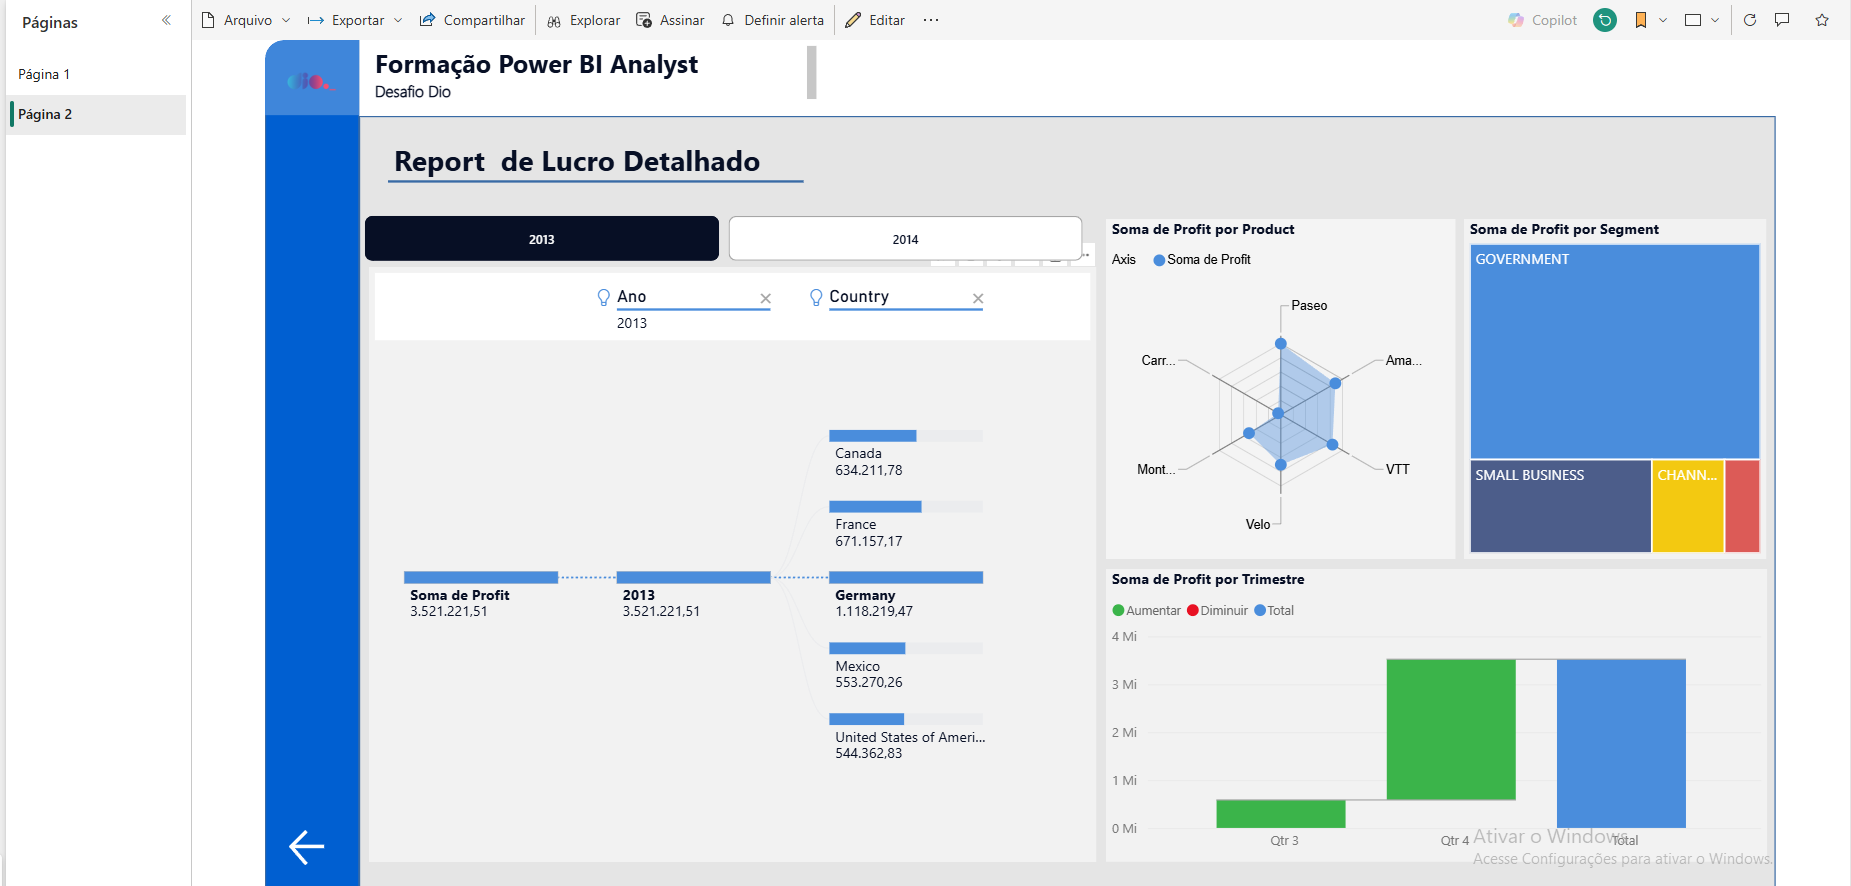 Páginas
Página 1
Página 2
Arquivo
Exportar
Compartilhar
Explorar
Assinar
Definir alerta
Editar
Copilot
dio.
Formação Power BI Analyst
Desafio Dio
Report de Lucro Detalhado
2013
2014
Ano
2013
Country
Soma de Profit
3.521.221,51
2013
3.521.221,51
Canada
634.211,78
France
671.157,17
Germany
1.118.219,47
Mexico
553.270,26
United States of Ameri...
544.362,83
Soma de Profit por Product
Axis
Soma de Profit
Paseo
Ama...
VTT
Velo
Mont...
Carr...
Soma de Profit por Segment
GOVERNMENT
SMALL BUSINESS
CHANN...
Soma de Profit por Trimestre
Aumentar
Diminuir
Total
4 Mi
3 Mi
2 Mi
1 Mi
0 Mi
Qtr 3
Qtr 4
Total
Ativar o Windows
Acesse Configurações para ativar o Windows.